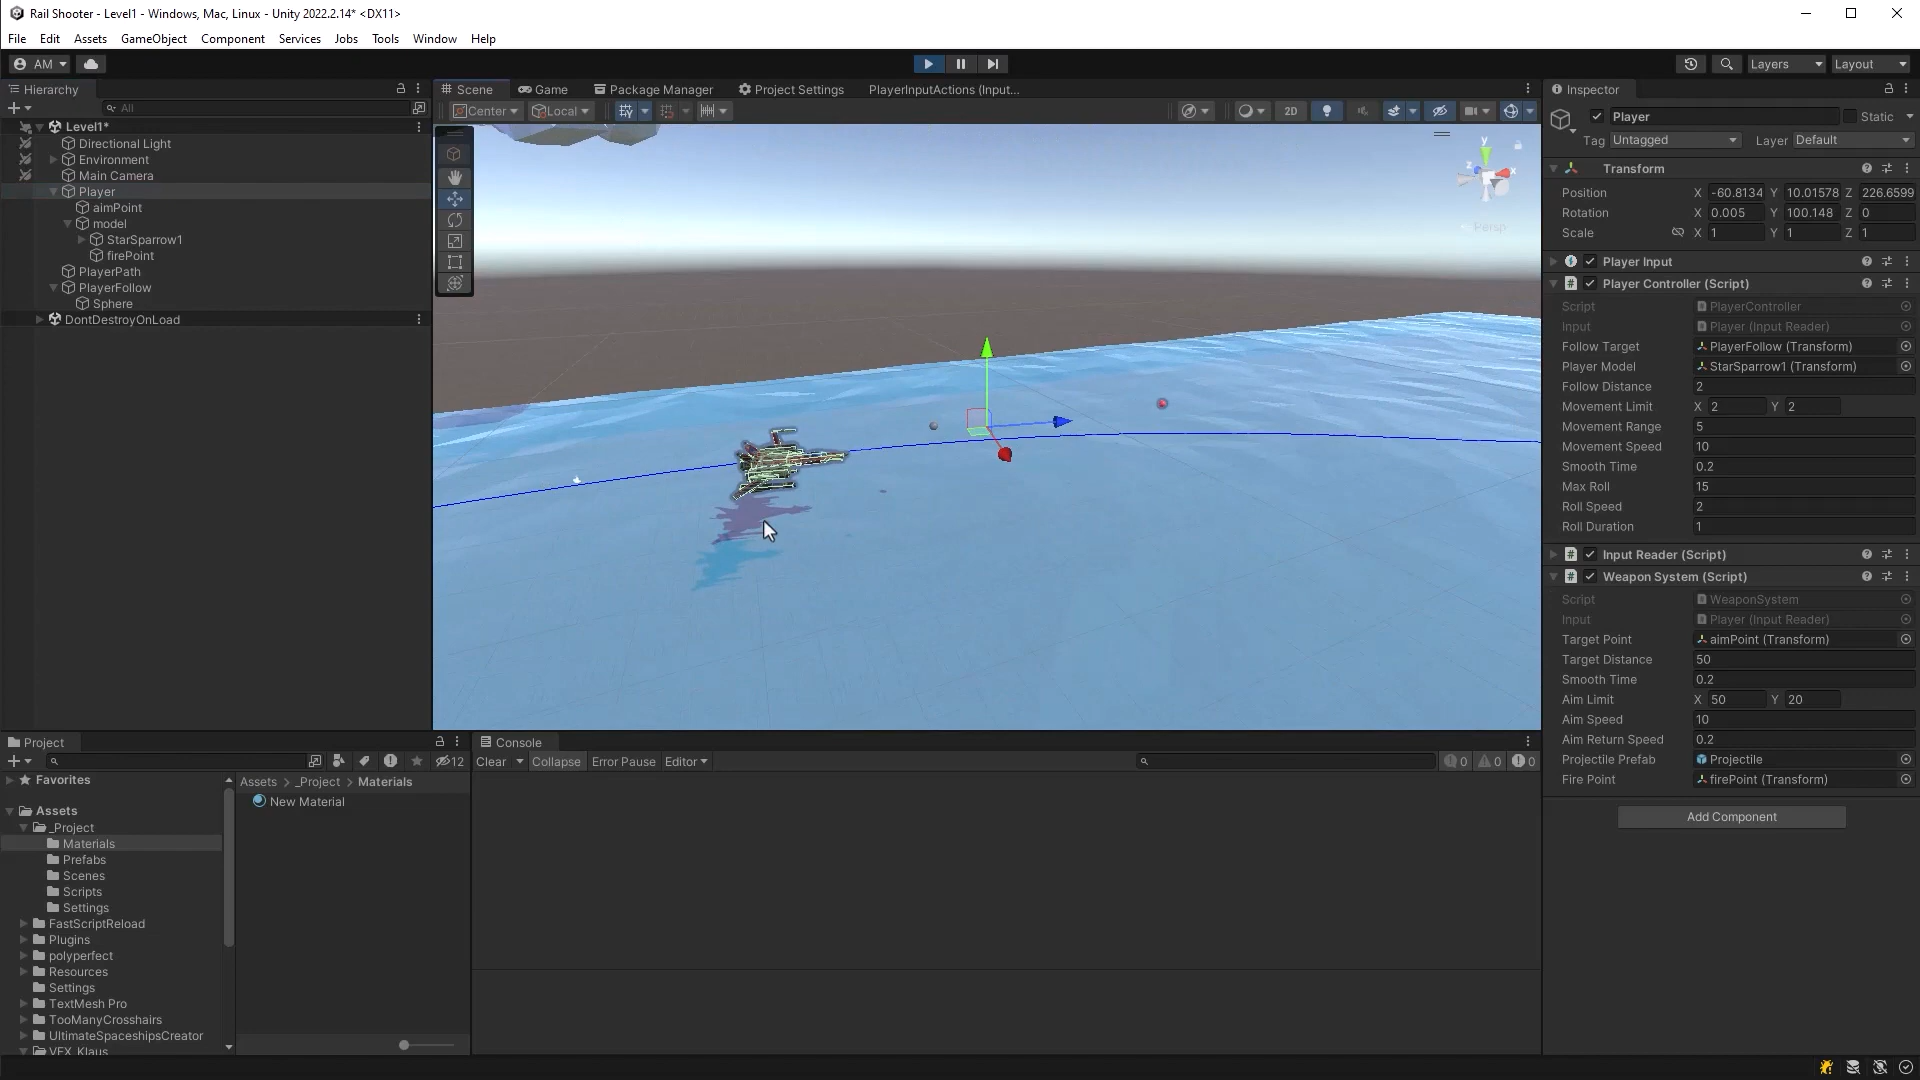 Rail Shooter - Level1 - Windows, Mac, Linux - Unity 2022.2.14* <DX11>
File Edit Assets GameObject Component Services Jobs Tools Window Help
AM
Layers Layout
Hierarchy
All
Level1*
Directional Light
Environment
Main Camera
Player
aimPoint
model
StarSparrow1
firePoint
PlayerPath
PlayerFollow
Sphere
DontDestroyOnLoad
Scene Game Package Manager Project Settings PlayerInputActions (Input...
Center Local 2D
y
z x
Persp
Inspector
Player Static
Tag Untagged Layer Default
Transform
Position X -60.8134 Y 10.01578 Z 226.6599
Rotation X 0.005 Y 100.148 Z 0
Scale X 1 Y 1 Z 1
Player Input
Player Controller (Script)
Script PlayerController
Input Player (Input Reader)
Follow Target PlayerFollow (Transform)
Player Model StarSparrow1 (Transform)
Follow Distance 2
Movement Limit X 2 Y 2
Movement Range 5
Movement Speed 10
Smooth Time 0.2
Max Roll 15
Roll Speed 2
Roll Duration 1
Input Reader (Script)
Weapon System (Script)
Script WeaponSystem
Input Player (Input Reader)
Target Point aimPoint (Transform)
Target Distance 50
Smooth Time 0.2
Aim Limit X 50 Y 20
Aim Speed 10
Aim Return Speed 0.2
Projectile Prefab Projectile
Fire Point firePoint (Transform)
Add Component
Project
12
Favorites
Assets
_Project
Materials
Prefabs
Scenes
Scripts
Settings
FastScriptReload
Plugins
polyperfect
Resources
Settings
TextMesh Pro
TooManyCrosshairs
UltimateSpaceshipsCreator
VFX_Klaus
Assets > _Project > Materials
New Material
Console
Clear Collapse Error Pause Editor
0 0 0